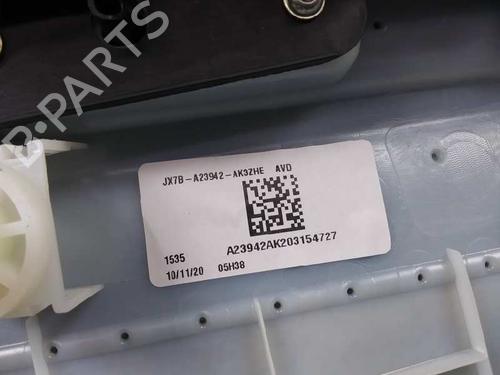 B-PARTS
JX7B-A23942-AK3ZHE AVD
A23942AK203154727
1535
10/11/20 05H38